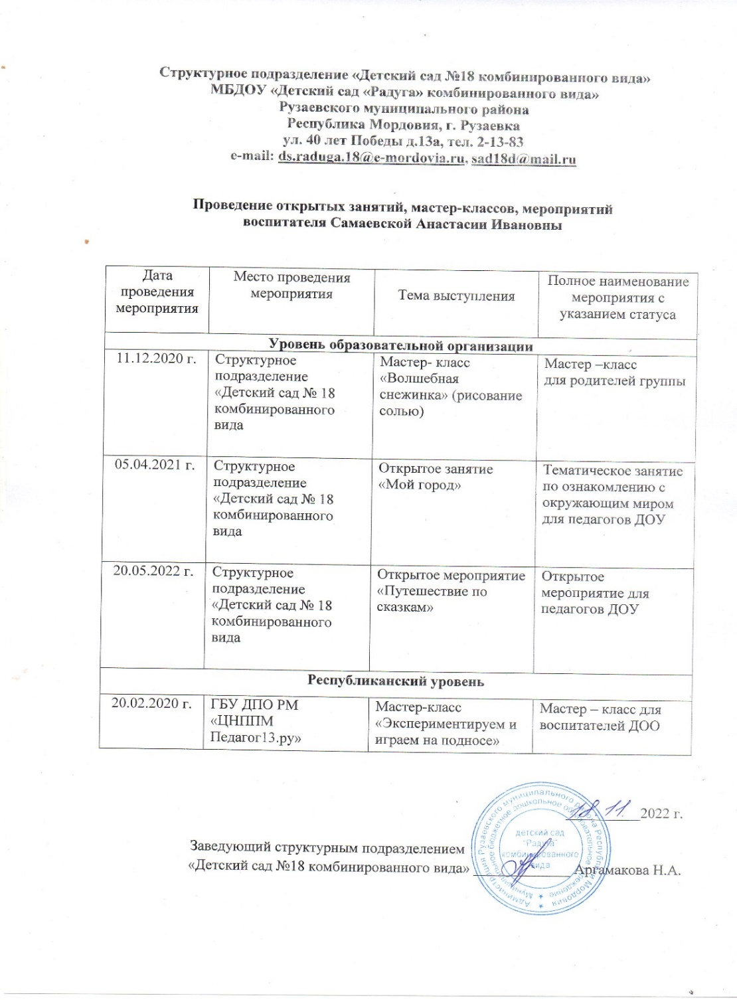 Структурное подразделение «Детский сад №18 комбинированного вида»
МБДОУ «Детский сад «Радуга» комбинированного вида»
Рузаевского муниципального района
Республика Мордовия, г. Рузаевка
ул. 40 лет Победы д.13а, тел. 2-13-83
e-mail: ds.raduga.18@e-mordovia.ru, sad18d@mail.ru
Проведение открытых занятий, мастер-классов, мероприятий
воспитателя Самаевской Анастасии Ивановны
Дата
проведения
мероприятия
Место проведения
мероприятия
Тема выступления
Полное наименование
мероприятия с
указанием статуса
Уровень образовательной организации
11.12.2020 г.
Структурное
подразделение
«Детский сад № 18
комбинированного
вида
Мастер- класс
«Волшебная
снежинка» (рисование
солью)
Мастер –класс
для родителей группы
05.04.2021 г.
Структурное
подразделение
«Детский сад № 18
комбинированного
вида
Открытое занятие
«Мой город»
Тематическое занятие
по ознакомлению с
окружающим миром
для педагогов ДОУ
20.05.2022 г.
Структурное
подразделение
«Детский сад № 18
комбинированного
вида
Открытое мероприятие
«Путешествие по
сказкам»
Открытое
мероприятие для
педагогов ДОУ
Республиканский уровень
20.02.2020 г.
ГБУ ДПО РМ
«ЦНППМ
Педагог13.ру»
Мастер-класс
«Экспериментируем и
играем на подносе»
Мастер – класс для
воспитателей ДОО
18.11.2022 г.
Заведующий структурным подразделением
«Детский сад №18 комбинированного вида» Аргамакова Н.А.
Администрация Рузаевского муниципального района Республики Мордовия
Муниципальное бюджетное дошкольное образовательное учреждение
детский сад
"Радуга"
комбинированного
вида